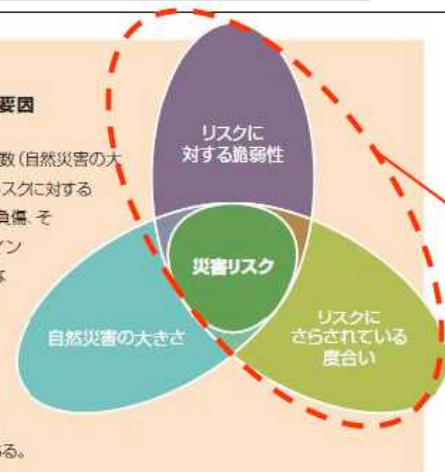 要因
数（自然災害の大
スクに対する
負傷、そ
イン
な
ある。
リスクに
対する脆弱性
災害リスク
自然災害の大きさ
リスクに
さらされている
度合い